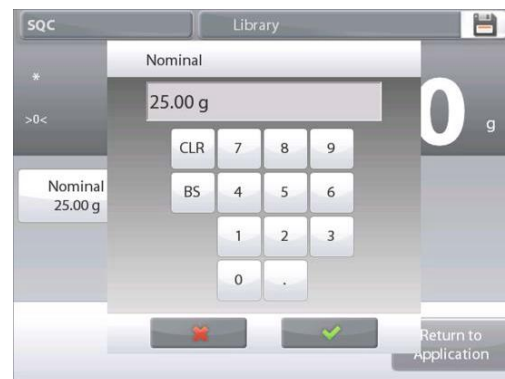 SQC Library
Nominal
25.00 g
*
>0<
0 g
CLR 7 8 9
BS 4 5 6
1 2 3
0 .
Nominal
25.00 g
Return to
Application